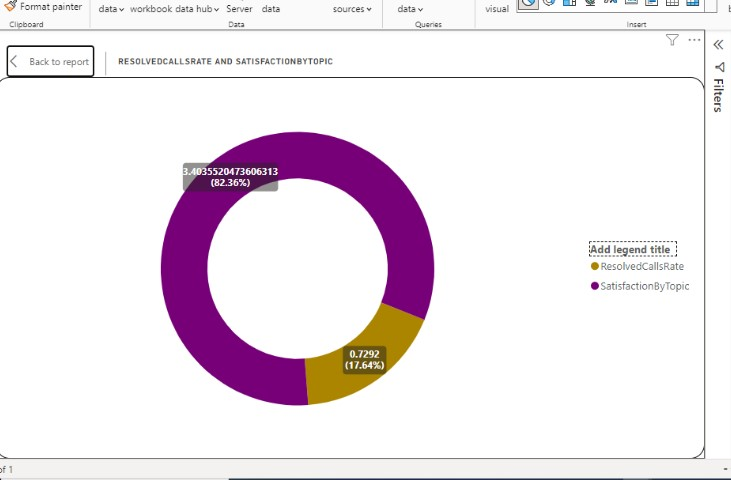 Format painter
data
workbook
data hub
Server
data
sources
data
visual
Clipboard
Data
Queries
Insert
Back to report
RESOLVEDCALLSRATE AND SATISFACTIONBYTOPIC
Filters
3.4035520473606313
(82.36%)
Add legend title
ResolvedCallsRate
SatisfactionByTopic
0.7292
(17.64%)
of 1